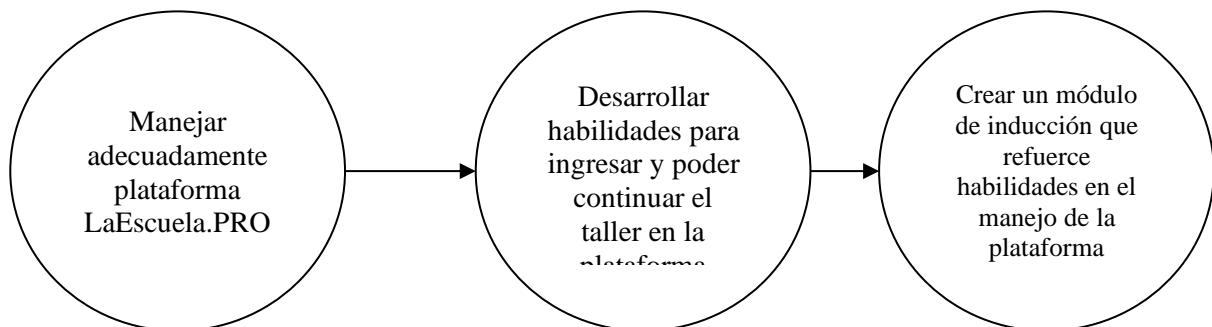 Manejar
adecuadamente
plataforma
LaEscuela.PRO
Desarrollar
habilidades para
ingresar y poder
continuar el
taller en la
plataforma
Crear un módulo
de inducción que
refuerce
habilidades en el
manejo de la
plataforma